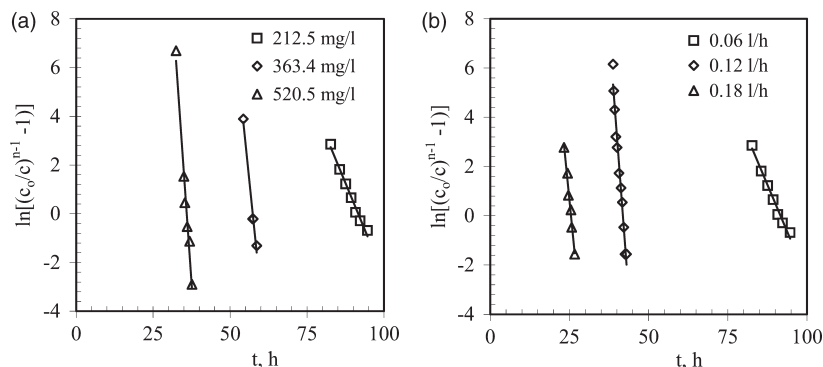 (a)
212.5 mg/l
363.4 mg/l
520.5 mg/l
ln[(c₀/c)ⁿ⁻¹ -1)]
8
6
4
2
0
-2
-4
0 25 50 75 100
t, h
(b)
0.06 l/h
0.12 l/h
0.18 l/h
ln[(c₀/c)ⁿ⁻¹ -1)]
8
6
4
2
0
-2
-4
0 25 50 75 100
t, h